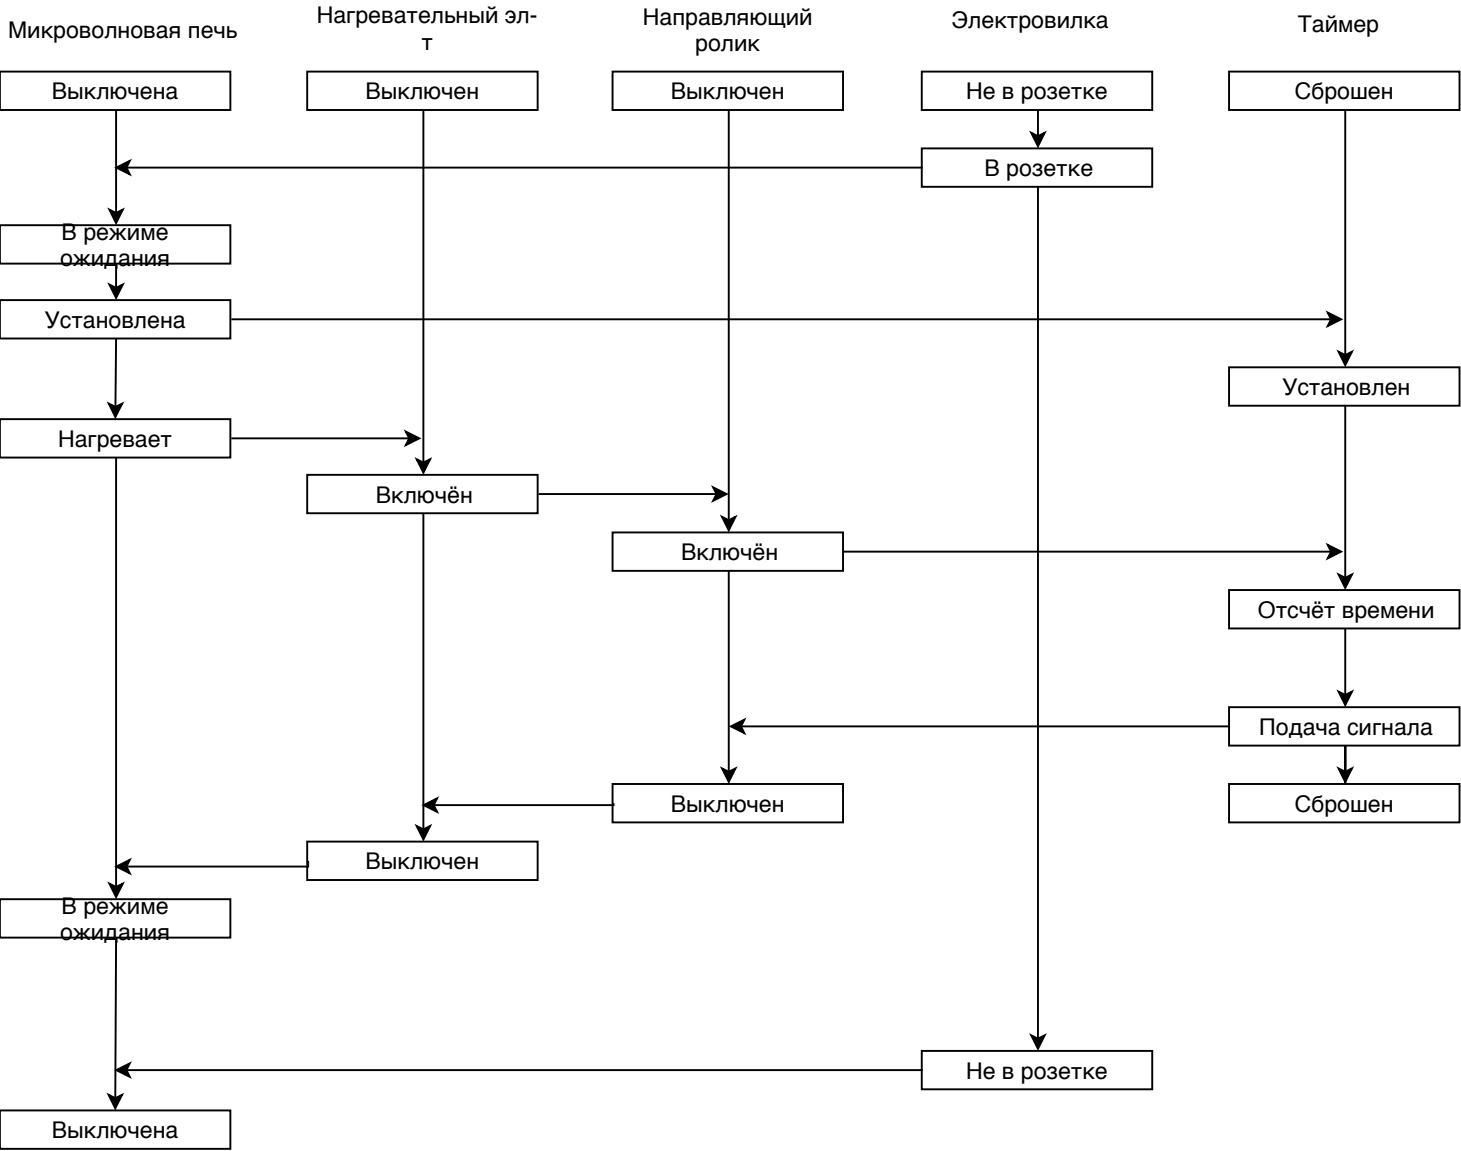 Микроволновая печь
Нагревательный эл-
т
Направляющий
ролик
Электровилка
Таймер
Выключена
Выключен
Выключен
Не в розетке
Сброшен
В розетке
В режиме
ожидания
Установлена
Установлен
Нагревает
Включён
Включён
Отсчёт времени
Подача сигнала
Выключен
Сброшен
Выключен
В режиме
ожидания
Не в розетке
Выключена